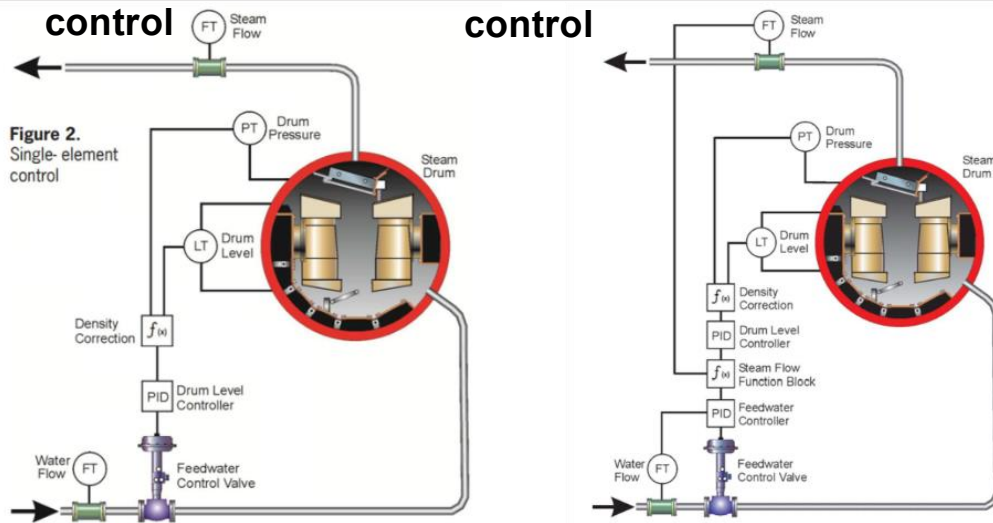 control
FT
Steam
Flow
Figure 2.
Single- element
control
PT
Drum
Pressure
Steam
Drum
LT
Drum
Level
Density
Correction
f(x)
PID
Drum Level
Controller
Water
Flow
FT
Feedwater
Control Valve
control
FT
Steam
Flow
PT
Drum
Pressure
Steam
Drum
LT
Drum
Level
f(x)
Density
Correction
PID
Drum Level
Controller
f(x)
Steam Flow
Function Block
PID
Feedwater
Controller
Water
Flow
FT
Feedwater
Control Valve